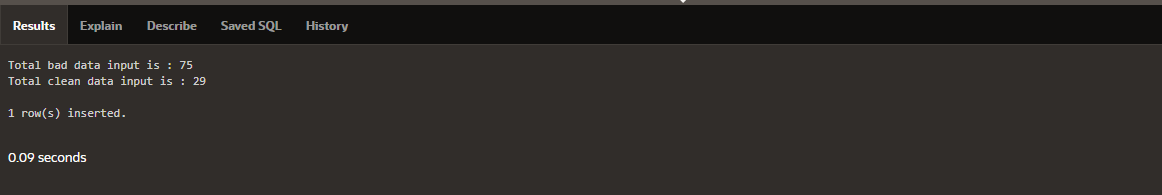 Results Explain Describe Saved SQL History
Total bad data input is : 75
Total clean data input is : 29
1 row(s) inserted.
0.09 seconds